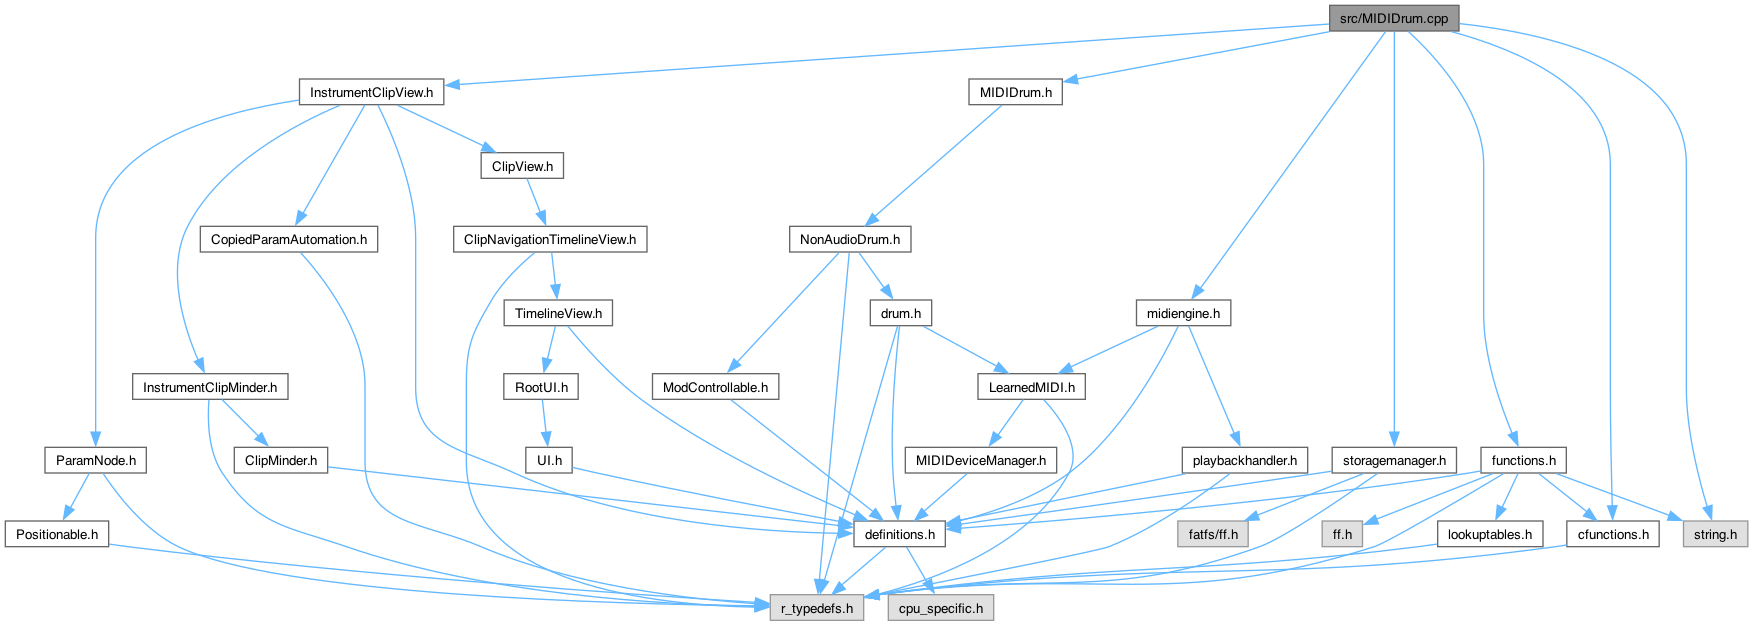 src/MIDIDrum.cpp
InstrumentClipView.h
MIDIDrum.h
ClipView.h
CopiedParamAutomation.h
ClipNavigationTimelineView.h
NonAudioDrum.h
TimelineView.h
drum.h
midiengine.h
InstrumentClipMinder.h
RootUI.h
ModControllable.h
LearnedMIDI.h
ParamNode.h
ClipMinder.h
UI.h
MIDIDeviceManager.h
playbackhandler.h
storagemanager.h
functions.h
Positionable.h
definitions.h
fatfs/ff.h
ff.h
lookuptables.h
cfunctions.h
string.h
r_typedefs.h
cpu_specific.h